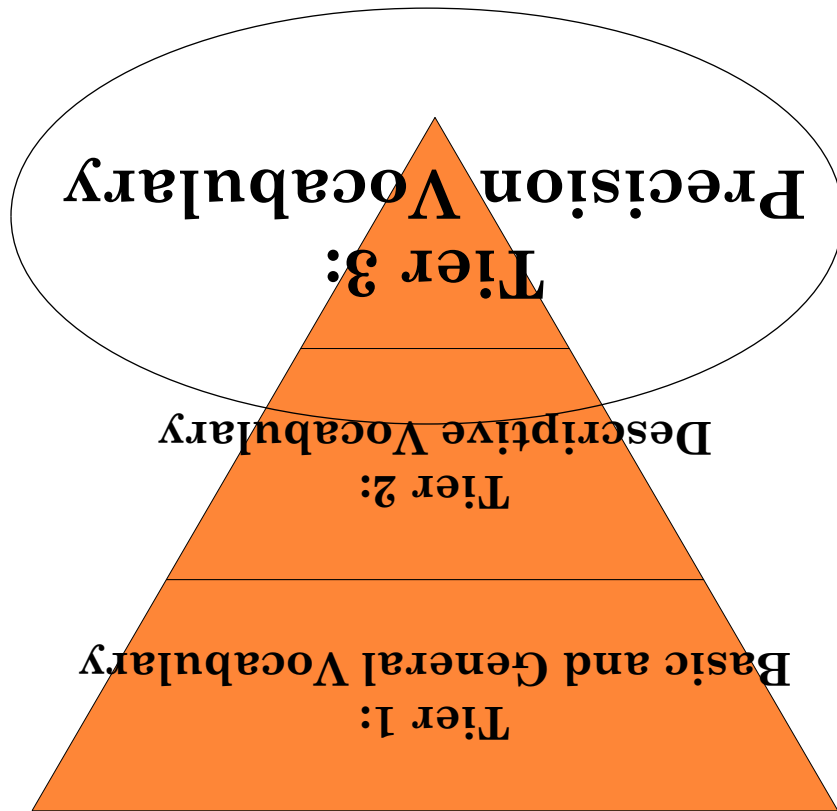 Tier 1:
Basic and General Vocabulary
Tier 2:
Descriptive Vocabulary
Tier 3:
Precision Vocabulary